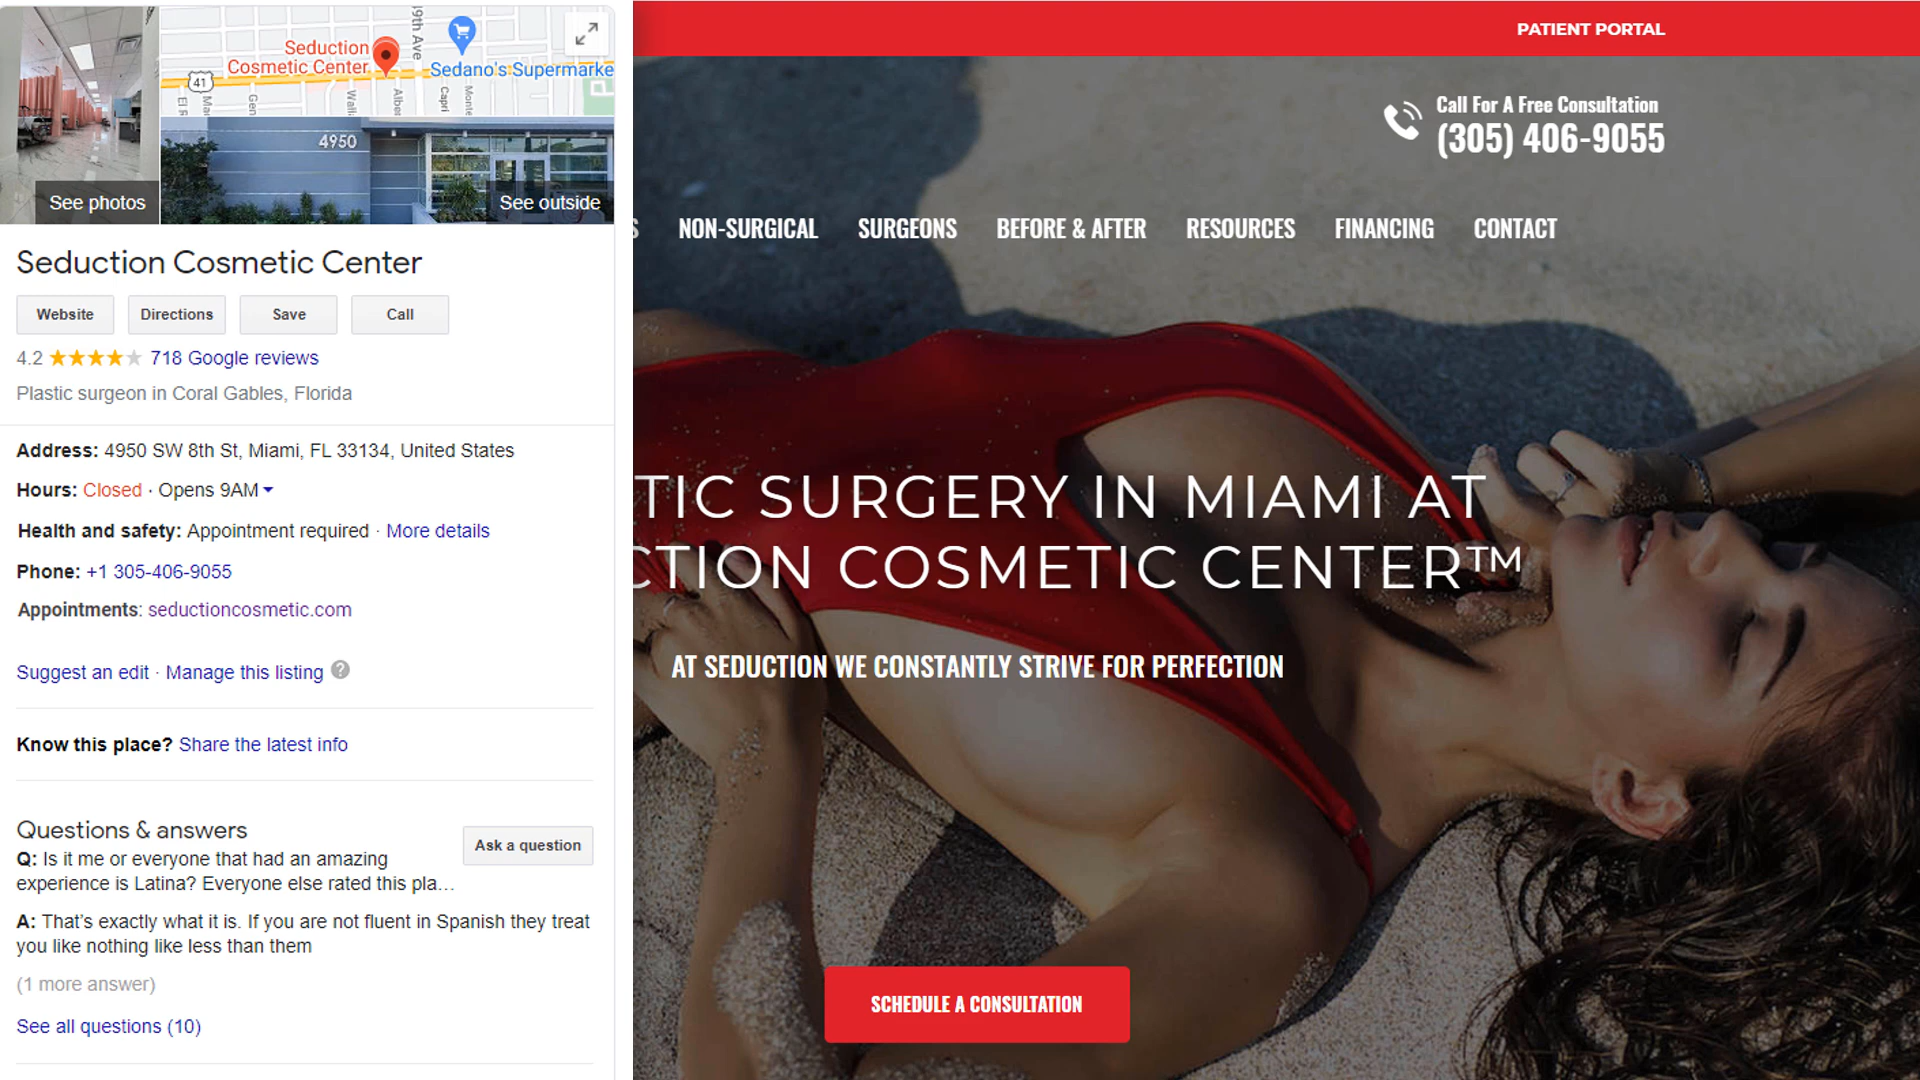 See photos
Seduction
Cosmetic Center
41
9th Ave
Sedano's Supermarke
Capri
4950
See outside
Seduction Cosmetic Center
Website
Directions
Save
Call
4.2 718 Google reviews
Plastic surgeon in Coral Gables, Florida
Address: 4950 SW 8th St, Miami, FL 33134, United States
Hours: Closed · Opens 9AM
Health and safety: Appointment required · More details
Phone: +1 305-406-9055
Appointments: seductioncosmetic.com
Suggest an edit · Manage this listing ?
Know this place? Share the latest info
Questions & answers
Ask a question
Q: Is it me or everyone that had an amazing
experience is Latina? Everyone else rated this pla…
A: That's exactly what it is. If you are not fluent in Spanish they treat
you like nothing like less than them
(1 more answer)
See all questions (10)
PATIENT PORTAL
Call For A Free Consultation
(305) 406-9055
S NON-SURGICAL SURGEONS BEFORE & AFTER RESOURCES FINANCING CONTACT
TIC SURGERY IN MIAMI AT
CTION COSMETIC CENTER™
AT SEDUCTION WE CONSTANTLY STRIVE FOR PERFECTION
SCHEDULE A CONSULTATION